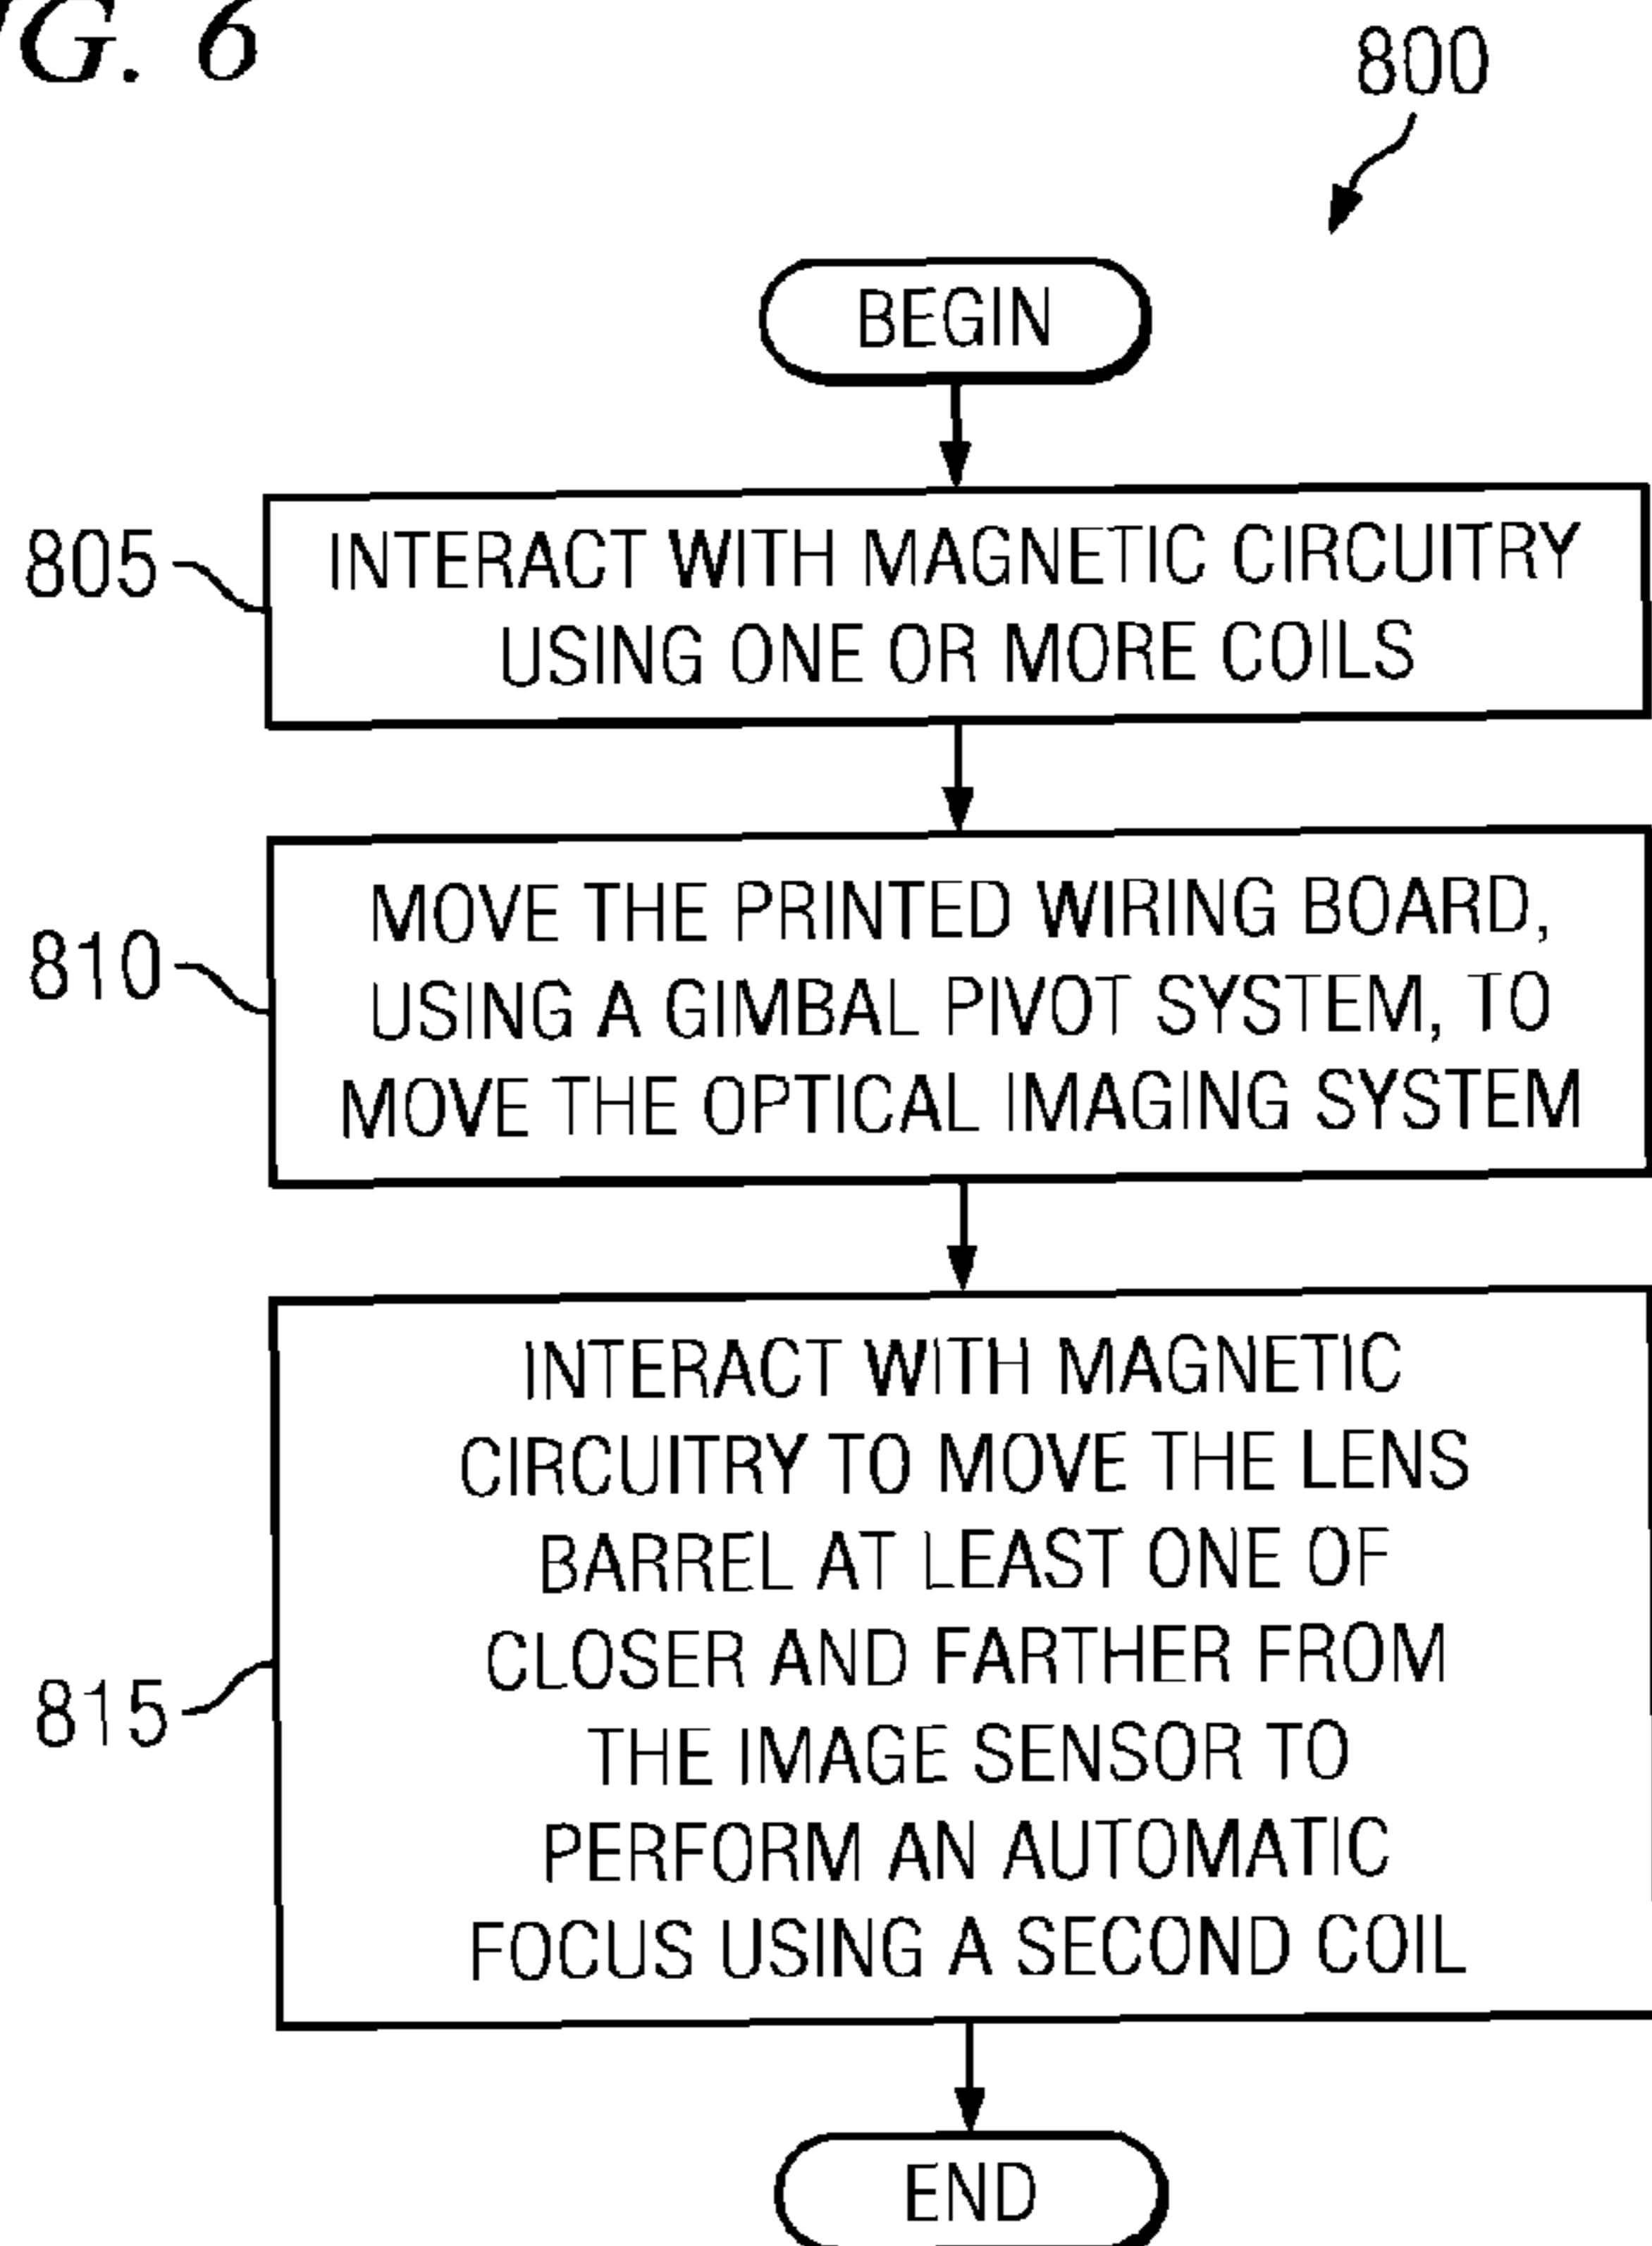 G. 6
800
BEGIN
805
INTERACT WITH MAGNETIC CIRCUITRY
USING ONE OR MORE COILS
810
MOVE THE PRINTED WIRING BOARD,
USING A GIMBAL PIVOT SYSTEM, TO
MOVE THE OPTICAL IMAGING SYSTEM
815
INTERACT WITH MAGNETIC
CIRCUITRY TO MOVE THE LENS
BARREL AT LEAST ONE OF
CLOSER AND FARTHER FROM
THE IMAGE SENSOR TO
PERFORM AN AUTOMATIC
FOCUS USING A SECOND COIL
END